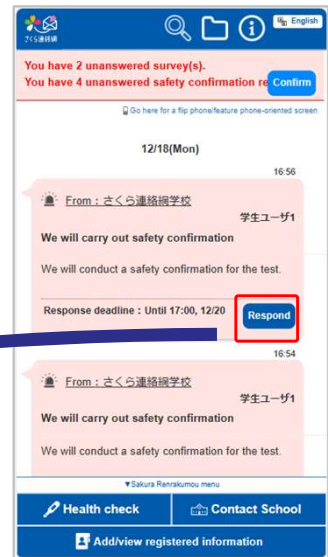 さくら連絡網
English
You have 2 unanswered survey(s).
You have 4 unanswered safety confirmation re
Confirm
Go here for a flip phone/feature phone-oriented screen
12/18(Mon)
16:56
From：さくら連絡網学校
学生ユーザ1
We will carry out safety confirmation
We will conduct a safety confirmation for the test.
Response deadline：Until 17:00, 12/20
Respond
16:54
From：さくら連絡網学校
学生ユーザ1
We will carry out safety confirmation
We will conduct a safety confirmation for the test.
▼Sakura Renrakumou menu
Health check
Contact School
Add/view registered information